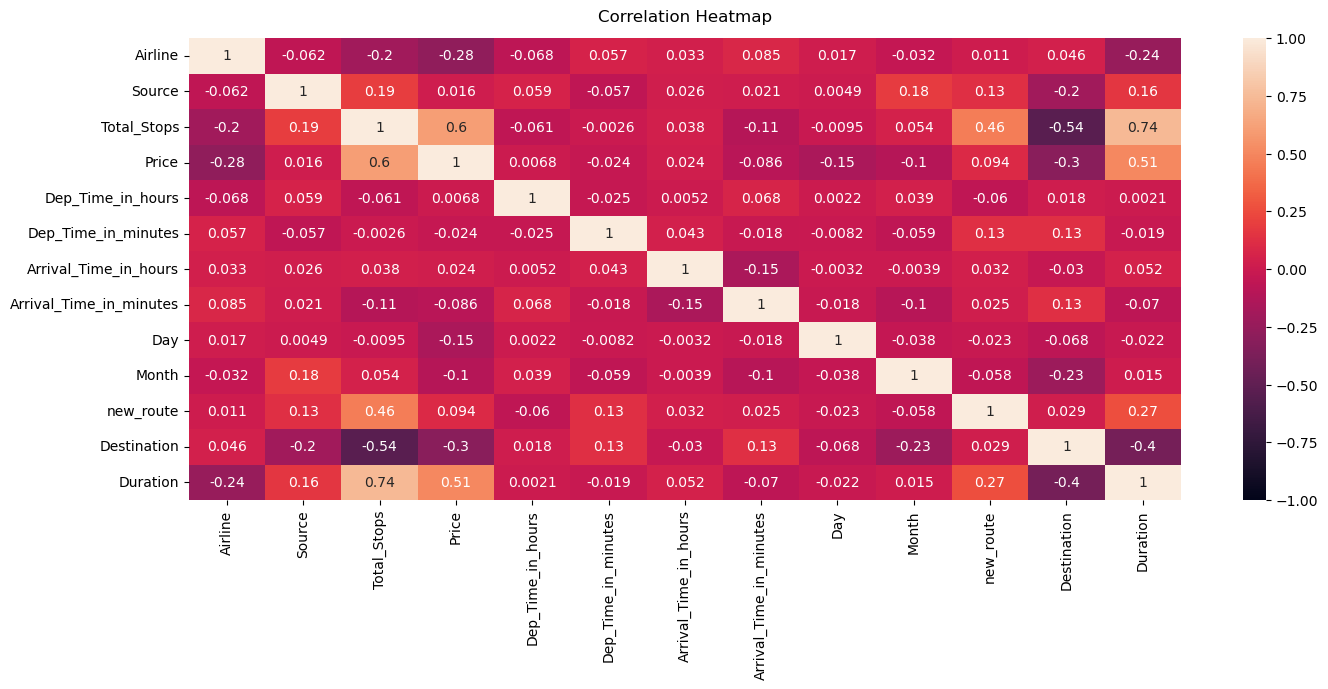 Correlation Heatmap
Airline 1 -0.062 -0.2 -0.28 -0.068 0.057 0.033 0.085 0.017 -0.032 0.011 0.046 -0.24
Source -0.062 1 0.19 0.016 0.059 -0.057 0.026 0.021 0.0049 0.18 0.13 -0.2 0.16
Total_Stops -0.2 0.19 1 0.6 -0.061 -0.0026 0.038 -0.11 -0.0095 0.054 0.46 -0.54 0.74
Price -0.28 0.016 0.6 1 0.0068 -0.024 0.024 -0.086 -0.15 -0.1 0.094 -0.3 0.51
Dep_Time_in_hours -0.068 0.059 -0.061 0.0068 1 -0.025 0.0052 0.068 0.0022 0.039 -0.06 0.018 0.0021
Dep_Time_in_minutes 0.057 -0.057 -0.0026 -0.024 -0.025 1 0.043 -0.018 -0.0082 -0.059 0.13 0.13 -0.019
Arrival_Time_in_hours 0.033 0.026 0.038 0.024 0.0052 0.043 1 -0.15 -0.0032 -0.0039 0.032 -0.03 0.052
Arrival_Time_in_minutes 0.085 0.021 -0.11 -0.086 0.068 -0.018 -0.15 1 -0.018 -0.1 0.025 0.13 -0.07
Day 0.017 0.0049 -0.0095 -0.15 0.0022 -0.0082 -0.0032 -0.018 1 -0.038 -0.023 -0.068 -0.022
Month -0.032 0.18 0.054 -0.1 0.039 -0.059 -0.0039 -0.1 -0.038 1 -0.058 -0.23 0.015
new_route 0.011 0.13 0.46 0.094 -0.06 0.13 0.032 0.025 -0.023 -0.058 1 0.029 0.27
Destination 0.046 -0.2 -0.54 -0.3 0.018 0.13 -0.03 0.13 -0.068 -0.23 0.029 1 -0.4
Duration -0.24 0.16 0.74 0.51 0.0021 -0.019 0.052 -0.07 -0.022 0.015 0.27 -0.4 1
Airline
Source
Total_Stops
Price
Dep_Time_in_hours
Dep_Time_in_minutes
Arrival_Time_in_hours
Arrival_Time_in_minutes
Day
Month
new_route
Destination
Duration
1.00
0.75
0.50
0.25
0.00
−0.25
−0.50
−0.75
−1.00